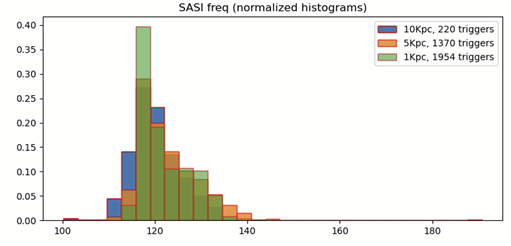 SASI freq (normalized histograms)
0.40
0.35
0.30
0.25
0.20
0.15
0.10
0.05
0.00
10Kpc, 220 triggers
5Kpc, 1370 triggers
1Kpc, 1954 triggers
100 120 140 160 180